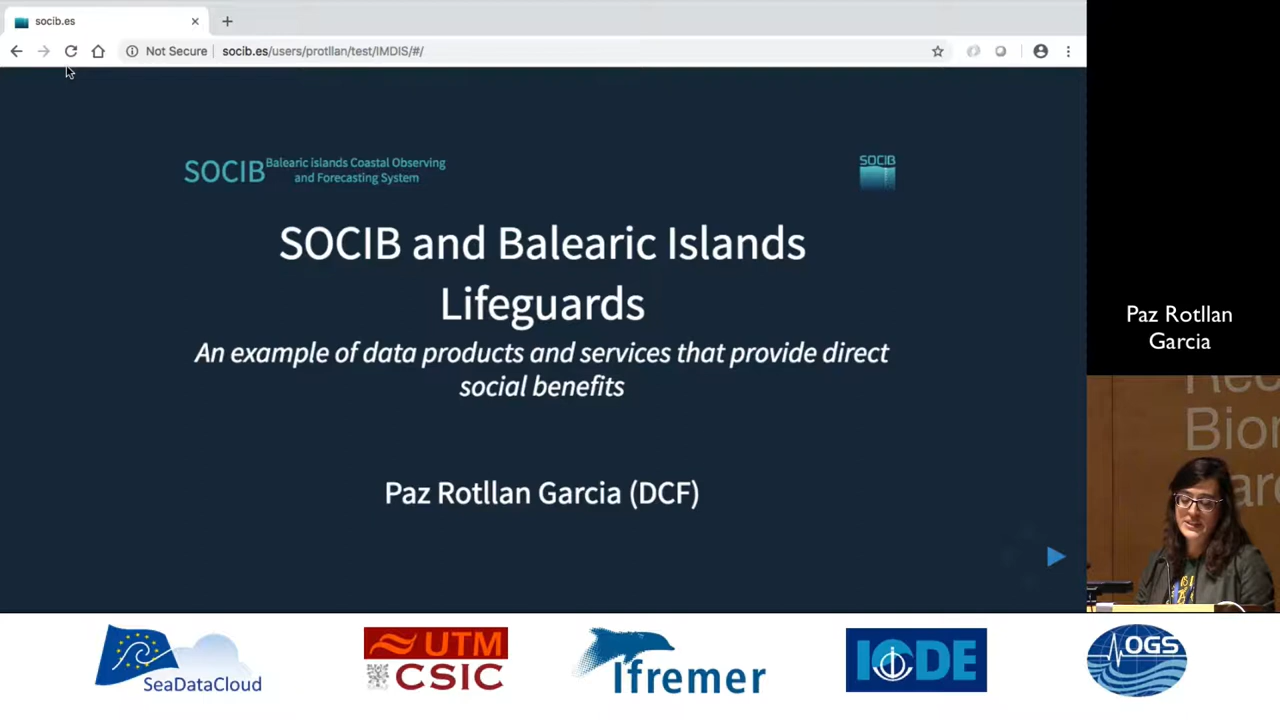 socib.es
Not Secure
socib.es/users/protllan/test/IMDIS/#/
SOCIB
Balearic islands Coastal Observing
and Forecasting System
SOCIB
SOCIB and Balearic Islands
Lifeguards
An example of data products and services that provide direct
social benefits
Paz Rotllan Garcia (DCF)
Paz Rotllan
Garcia
Bio
SeaDataCloud
UTM
CSIC
Ifremer
IODE
OGS